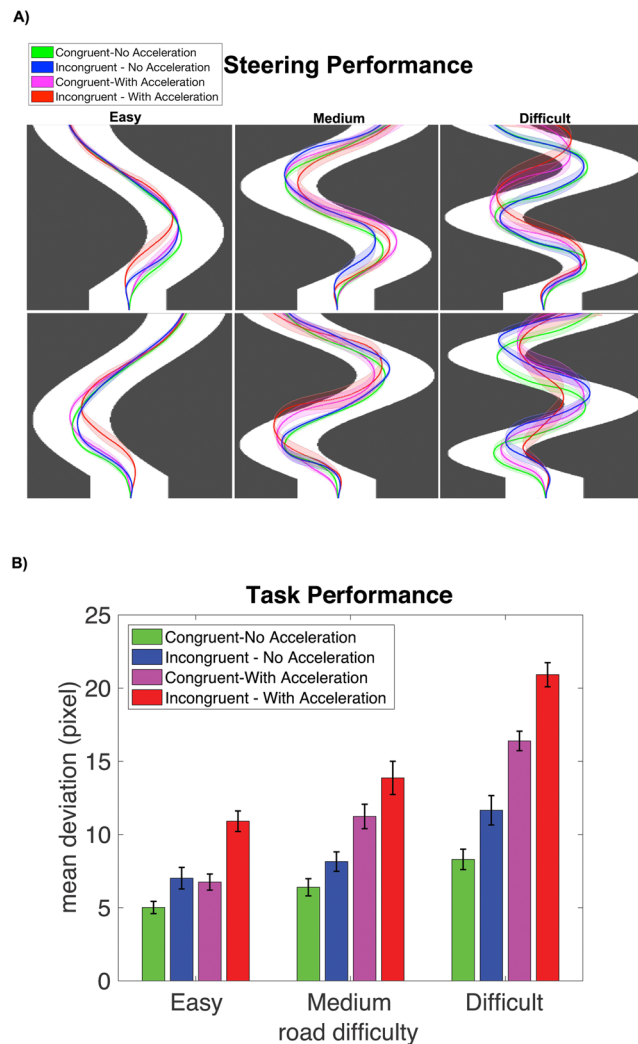 A)
Congruent-No Acceleration
Incongruent - No Acceleration
Congruent-With Acceleration
Incongruent - With Acceleration
Steering Performance
Easy
Medium
Difficult
B)
Task Performance
25
20
15
10
5
0
mean deviation (pixel)
Congruent-No Acceleration
Incongruent - No Acceleration
Congruent-With Acceleration
Incongruent - With Acceleration
Easy
Medium
Difficult
road difficulty